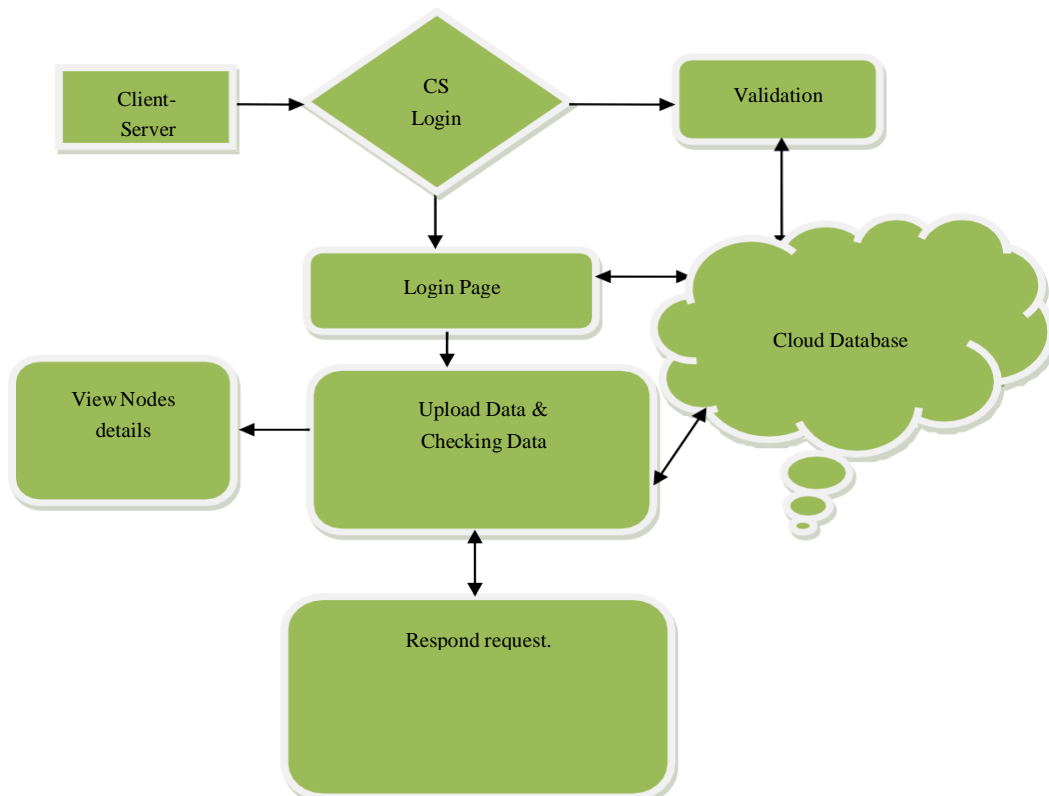 Client-
Server
CS
Login
Validation
Login Page
Cloud Database
View Nodes
details
Upload Data &
Checking Data
Respond request.